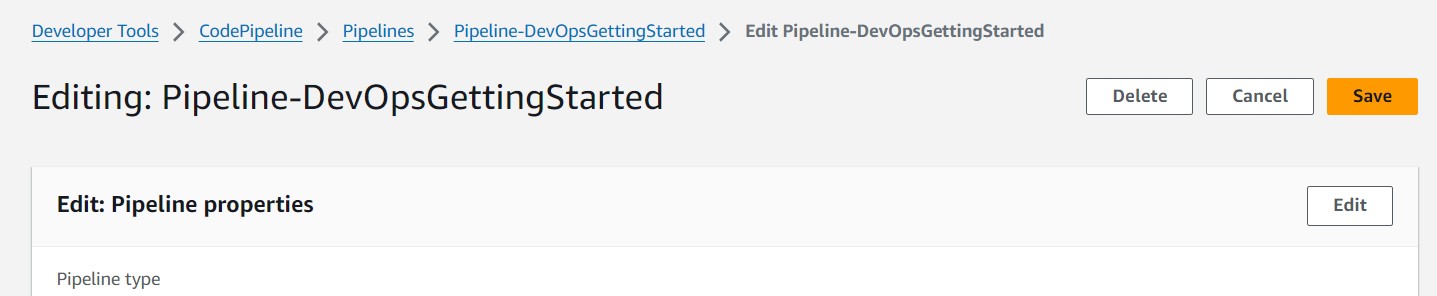 Developer Tools > CodePipeline > Pipelines > Pipeline-DevOpsGettingStarted > Edit Pipeline-DevOpsGettingStarted
Editing: Pipeline-DevOpsGettingStarted
Delete Cancel Save
Edit: Pipeline properties Edit
Pipeline type